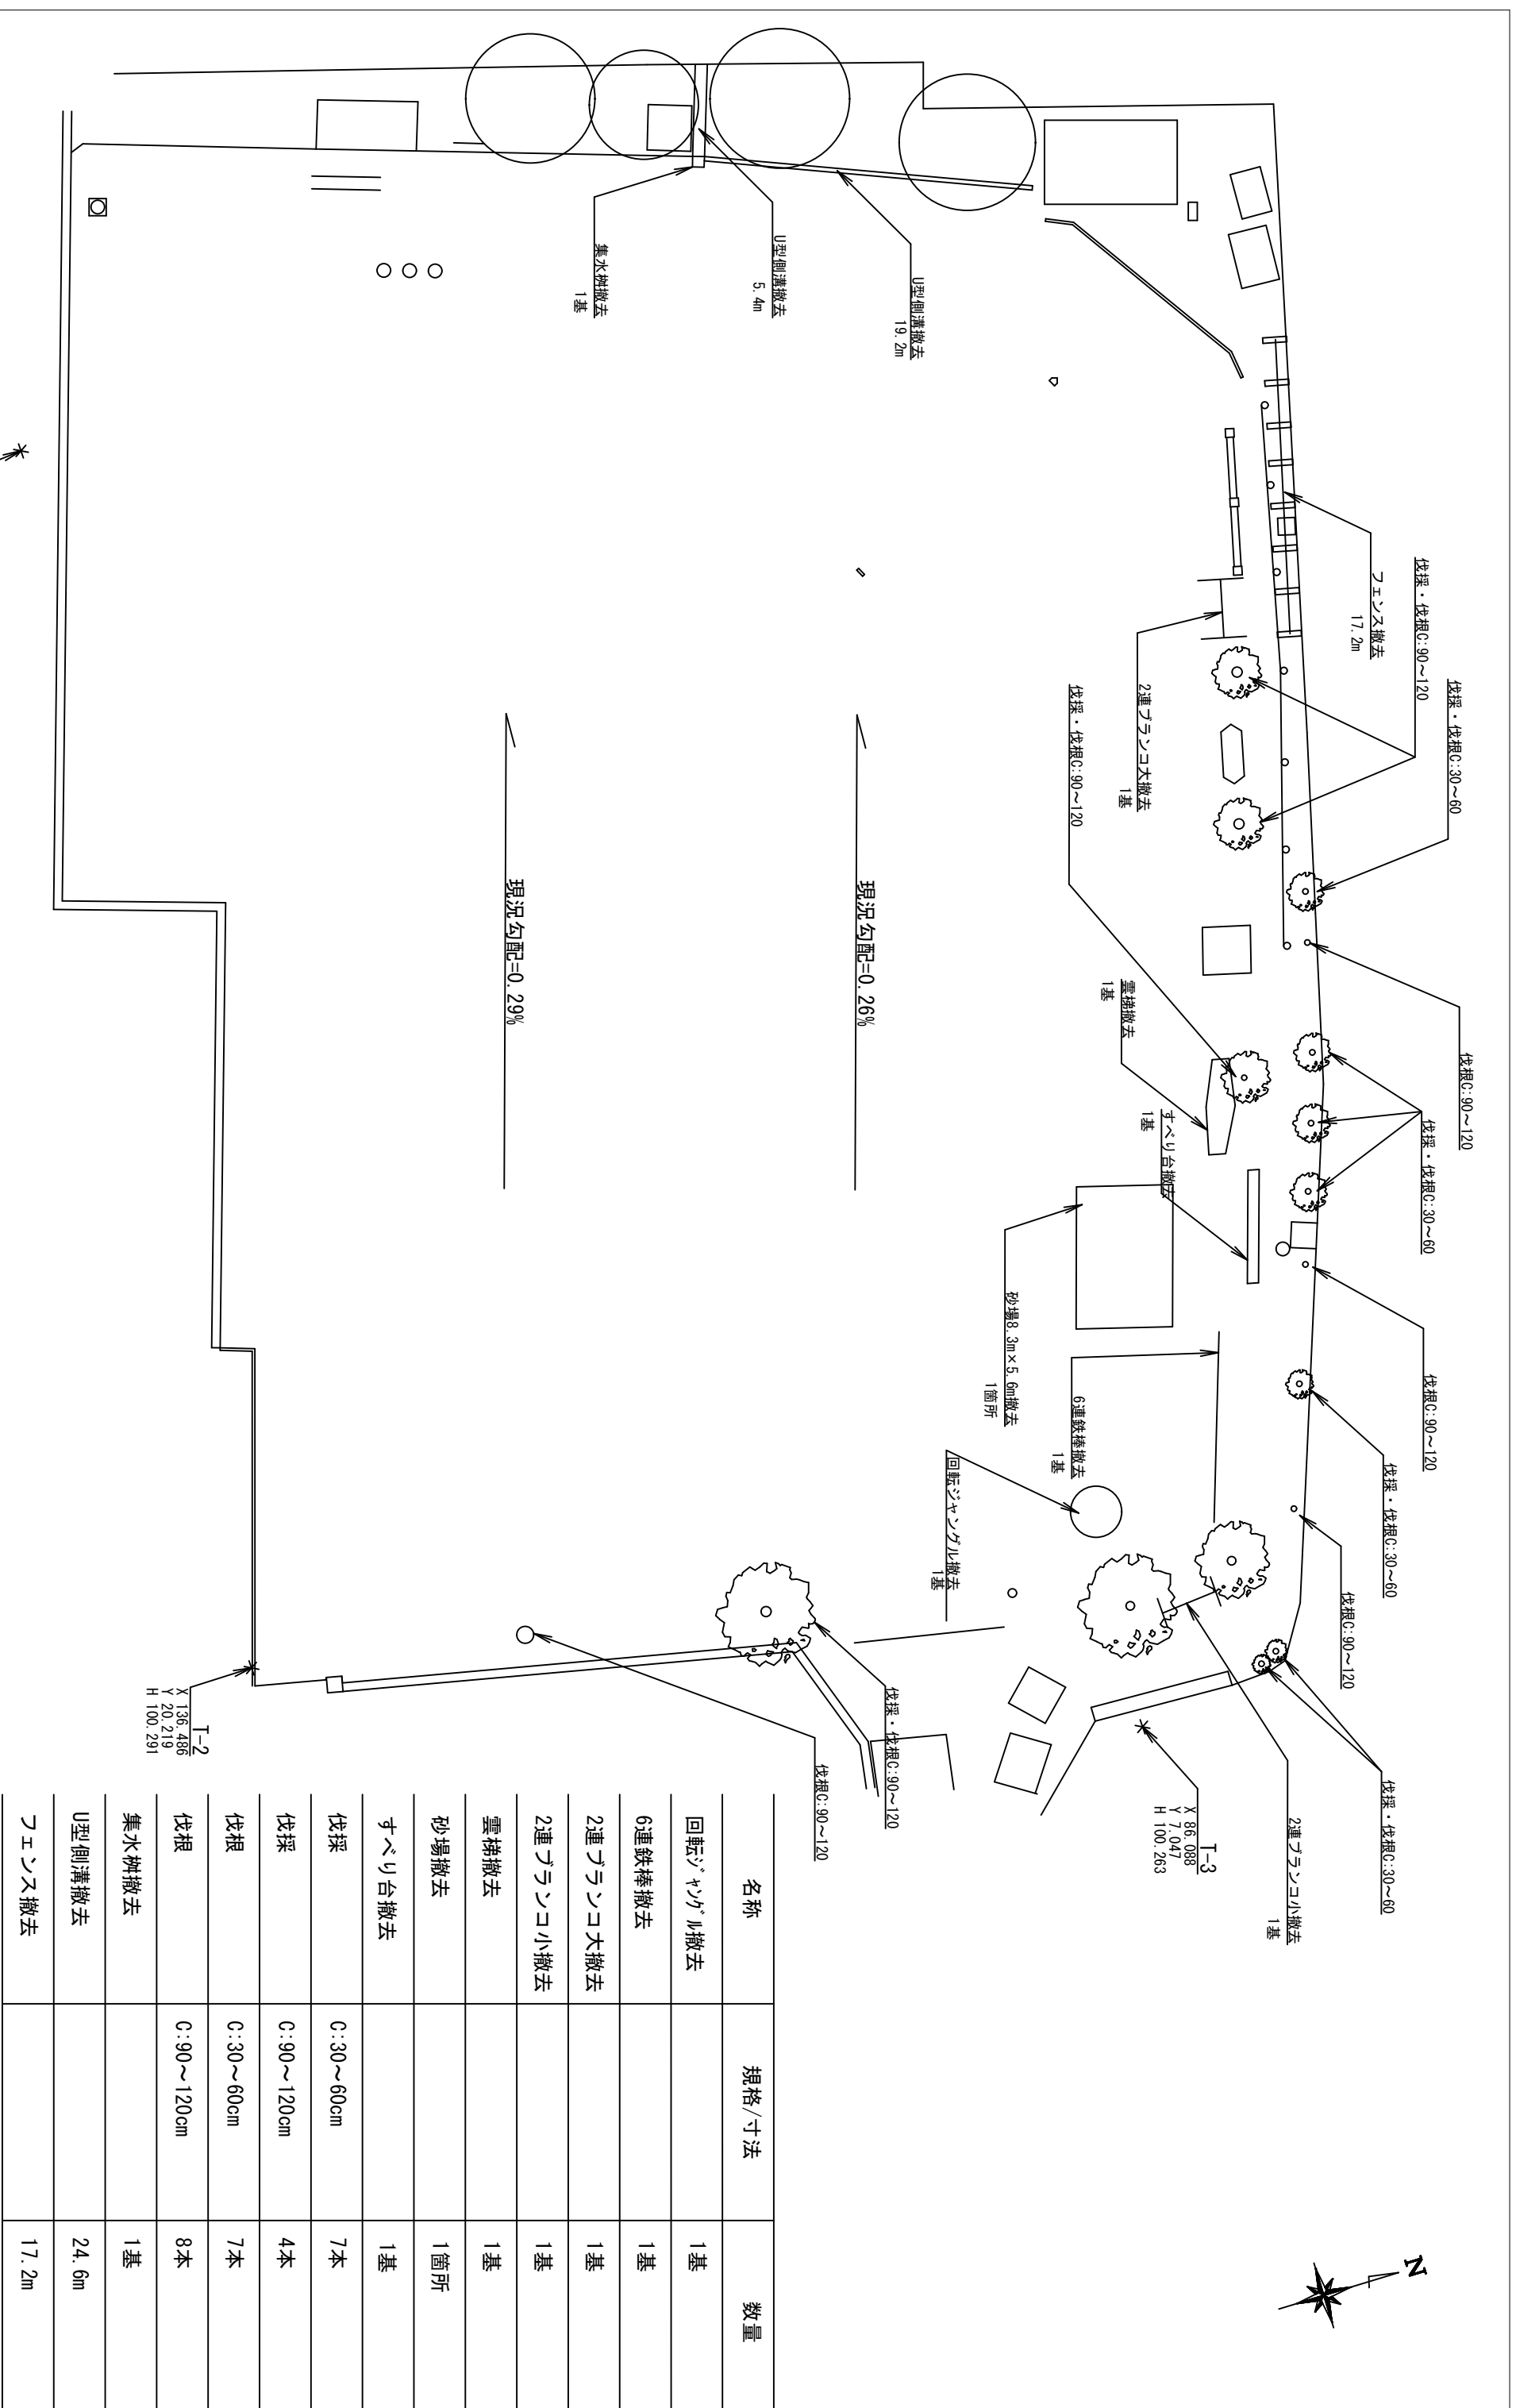 フェンス撤去
17.2m
伐採・伐根C:90～120
伐採・伐根C:30～60
伐根C:90～120
伐採・伐根C:30～60
伐根C:90～120
伐採・伐根C:30～60
伐根C:90～120
伐採・伐根C:30～60
2連ブランコ小撤去
1基
T-3
X 86.088
Y 7.047
H 100.263
U型側溝撤去
19.2m
U型側溝撤去
5.4m
集水桝撤去
1基
2連ブランコ大撤去
1基
伐採・伐根C:90～120
雲梯撤去
1基
すべり台撤去
1基
砂場8.3m×5.6m撤去
1箇所
6連鉄棒撤去
1基
回転ジャングル撤去
1基
現況勾配=0.26%
現況勾配=0.29%
伐採・伐根C:90～120
伐根C:90～120
T-2
X 136.486
Y 20.219
H 100.291
N
名称 規格/寸法 数量
回転ｼﾞｬﾝｸﾞﾙ撤去 1基
6連鉄棒撤去 1基
2連ブランコ大撤去 1基
2連ブランコ小撤去 1基
雲梯撤去 1基
砂場撤去 1箇所
すべり台撤去 1基
伐採 C:30～60cm 7本
伐採 C:90～120cm 4本
伐根 C:30～60cm 7本
伐根 C:90～120cm 8本
集水桝撤去 1基
U型側溝撤去 24.6m
フェンス撤去 17.2m